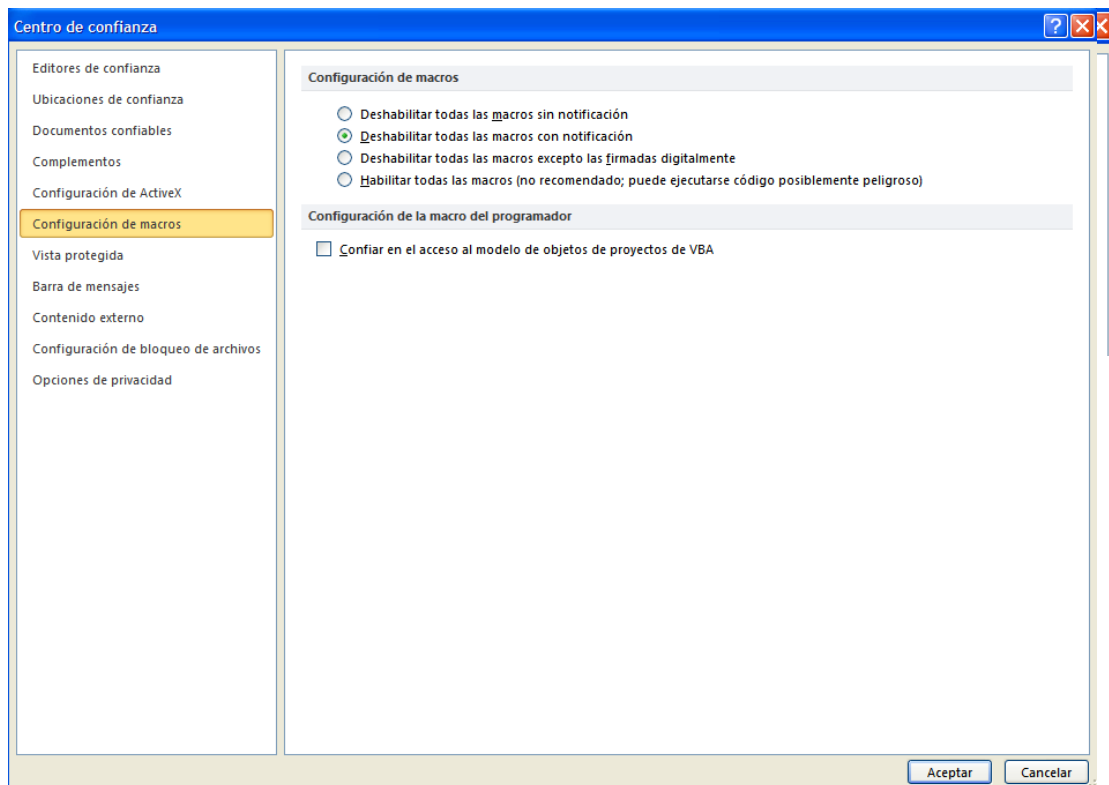 Centro de confianza
Editores de confianza
Ubicaciones de confianza
Documentos confiables
Complementos
Configuración de ActiveX
Configuración de macros
Vista protegida
Barra de mensajes
Contenido externo
Configuración de bloqueo de archivos
Opciones de privacidad
Configuración de macros
Deshabilitar todas las macros sin notificación
Deshabilitar todas las macros con notificación
Deshabilitar todas las macros excepto las firmadas digitalmente
Habilitar todas las macros (no recomendado; puede ejecutarse código posiblemente peligroso)
Configuración de la macro del programador
Confiar en el acceso al modelo de objetos de proyectos de VBA
Aceptar
Cancelar